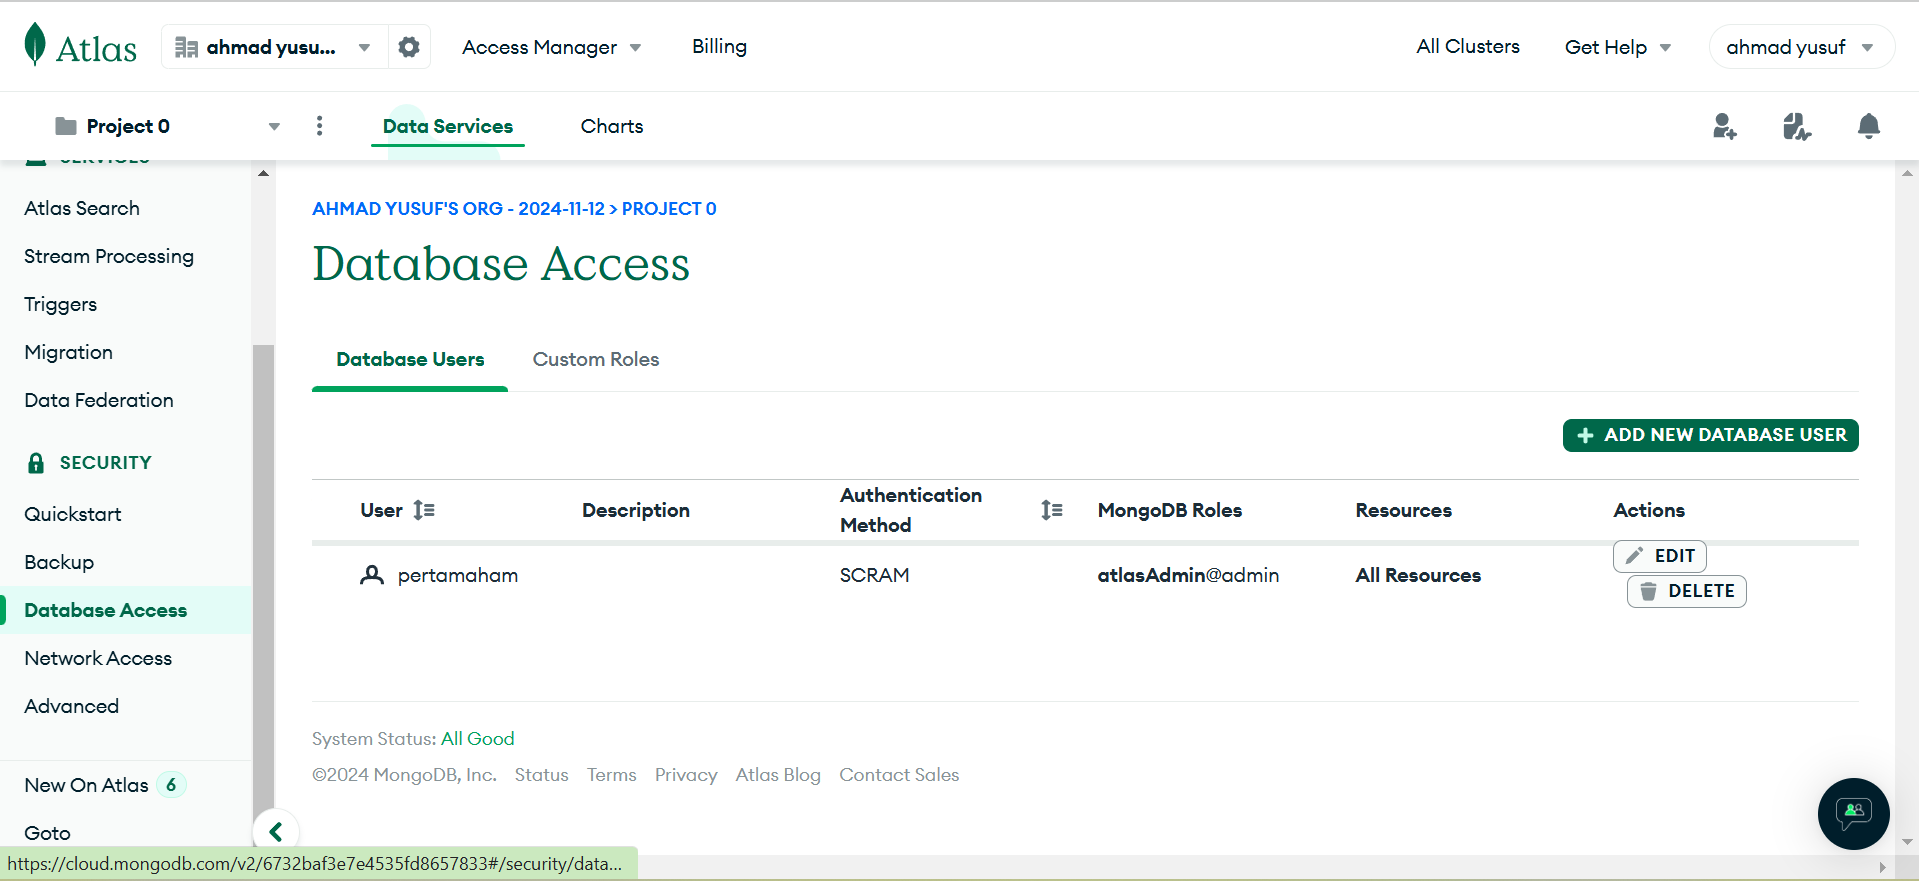 Atlas
ahmad yusu...
Access Manager
Billing
All Clusters
Get Help
ahmad yusuf
Project 0
Data Services
Charts
SERVICES
Atlas Search
Stream Processing
Triggers
Migration
Data Federation
SECURITY
Quickstart
Backup
Database Access
Network Access
Advanced
New On Atlas 6
Goto
AHMAD YUSUF'S ORG - 2024-11-12 > PROJECT 0
Database Access
Database Users
Custom Roles
ADD NEW DATABASE USER
User
Description
Authentication
Method
MongoDB Roles
Resources
Actions
pertamaham
SCRAM
atlasAdmin@admin
All Resources
EDIT
DELETE
System Status: All Good
©2024 MongoDB, Inc. Status Terms Privacy Atlas Blog Contact Sales
https://cloud.mongodb.com/v2/6732baf3e7e4535fd8657833#/security/data...